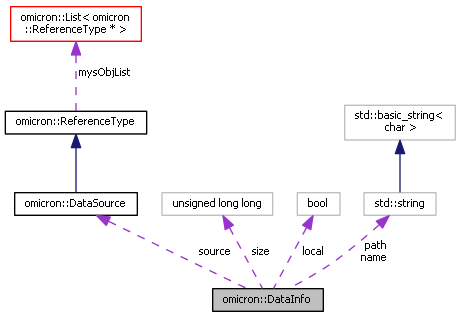 omicron::List< omicron
::ReferenceType * >
mysObjList
omicron::ReferenceType
std::basic_string<
char >
omicron::DataSource
unsigned long long
bool
std::string
source
size
local
path
name
omicron::DataInfo